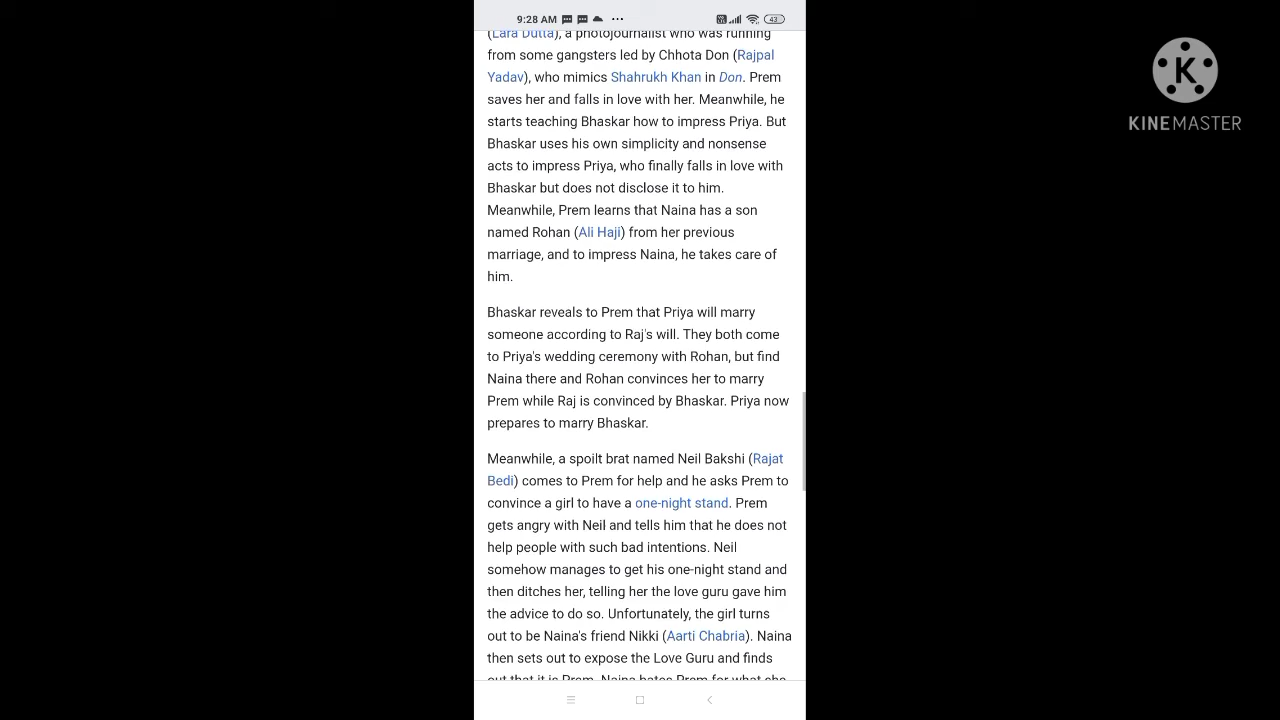 9:28 AM
43
(Lara Dutta), a photojournalist who was running
from some gangsters led by Chhota Don (Rajpal
Yadav), who mimics Shahrukh Khan in Don. Prem
saves her and falls in love with her. Meanwhile, he
starts teaching Bhaskar how to impress Priya. But
Bhaskar uses his own simplicity and nonsense
acts to impress Priya, who finally falls in love with
Bhaskar but does not disclose it to him.
Meanwhile, Prem learns that Naina has a son
named Rohan (Ali Haji) from her previous
marriage, and to impress Naina, he takes care of
him.
Bhaskar reveals to Prem that Priya will marry
someone according to Raj's will. They both come
to Priya's wedding ceremony with Rohan, but find
Naina there and Rohan convinces her to marry
Prem while Raj is convinced by Bhaskar. Priya now
prepares to marry Bhaskar.
Meanwhile, a spoilt brat named Neil Bakshi (Rajat
Bedi) comes to Prem for help and he asks Prem to
convince a girl to have a one-night stand. Prem
gets angry with Neil and tells him that he does not
help people with such bad intentions. Neil
somehow manages to get his one-night stand and
then ditches her, telling her the love guru gave him
the advice to do so. Unfortunately, the girl turns
out to be Naina's friend Nikki (Aarti Chabria). Naina
then sets out to expose the Love Guru and finds
out that it is Prem. Naina hates Prem for what she
K
KINEMASTER